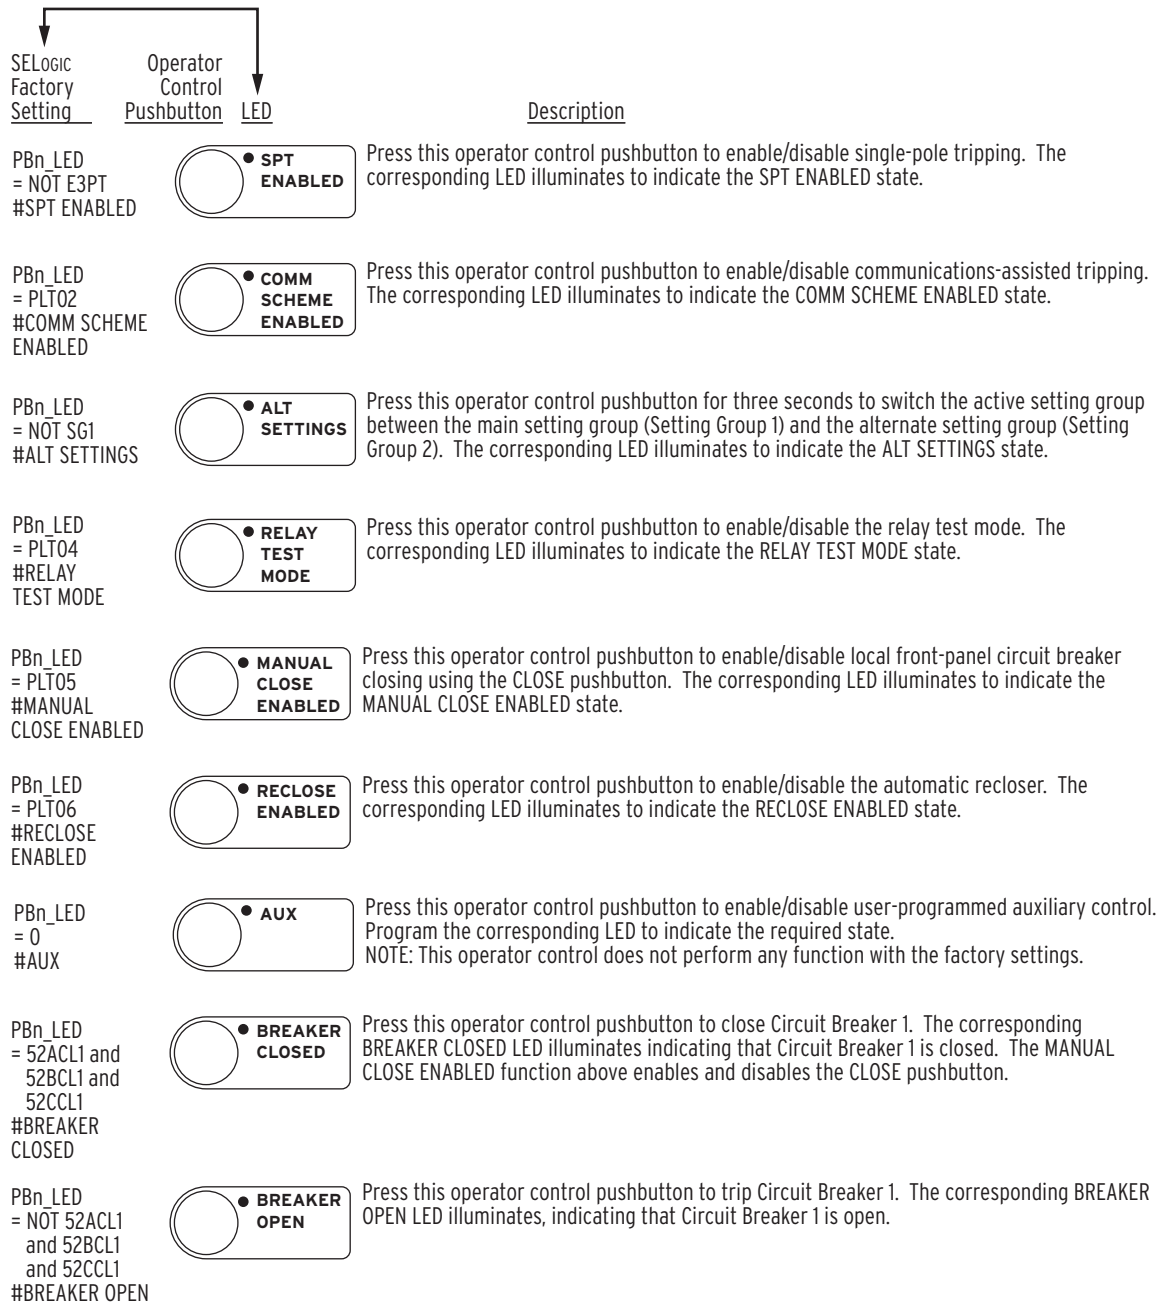 SELOGIC
Factory
Setting
Operator
Control
Pushbutton
LED
Description
PBn_LED
= NOT E3PT
#SPT ENABLED
SPT
ENABLED
Press this operator control pushbutton to enable/disable single-pole tripping. The
corresponding LED illuminates to indicate the SPT ENABLED state.
PBn_LED
= PLT02
#COMM SCHEME
ENABLED
COMM
SCHEME
ENABLED
Press this operator control pushbutton to enable/disable communications-assisted tripping.
The corresponding LED illuminates to indicate the COMM SCHEME ENABLED state.
PBn_LED
= NOT SG1
#ALT SETTINGS
ALT
SETTINGS
Press this operator control pushbutton for three seconds to switch the active setting group
between the main setting group (Setting Group 1) and the alternate setting group (Setting
Group 2). The corresponding LED illuminates to indicate the ALT SETTINGS state.
PBn_LED
= PLT04
#RELAY
TEST MODE
RELAY
TEST
MODE
Press this operator control pushbutton to enable/disable the relay test mode. The
corresponding LED illuminates to indicate the RELAY TEST MODE state.
PBn_LED
= PLT05
#MANUAL
CLOSE ENABLED
MANUAL
CLOSE
ENABLED
Press this operator control pushbutton to enable/disable local front-panel circuit breaker
closing using the CLOSE pushbutton. The corresponding LED illuminates to indicate the
MANUAL CLOSE ENABLED state.
PBn_LED
= PLT06
#RECLOSE
ENABLED
RECLOSE
ENABLED
Press this operator control pushbutton to enable/disable the automatic recloser. The
corresponding LED illuminates to indicate the RECLOSE ENABLED state.
PBn_LED
= 0
#AUX
AUX
Press this operator control pushbutton to enable/disable user-programmed auxiliary control.
Program the corresponding LED to indicate the required state.
NOTE: This operator control does not perform any function with the factory settings.
PBn_LED
= 52ACL1 and
52BCL1 and
52CCL1
#BREAKER
CLOSED
BREAKER
CLOSED
Press this operator control pushbutton to close Circuit Breaker 1. The corresponding
BREAKER CLOSED LED illuminates indicating that Circuit Breaker 1 is closed. The MANUAL
CLOSE ENABLED function above enables and disables the CLOSE pushbutton.
PBn_LED
= NOT 52ACL1
and 52BCL1
and 52CCL1
#BREAKER OPEN
BREAKER
OPEN
Press this operator control pushbutton to trip Circuit Breaker 1. The corresponding BREAKER
OPEN LED illuminates, indicating that Circuit Breaker 1 is open.